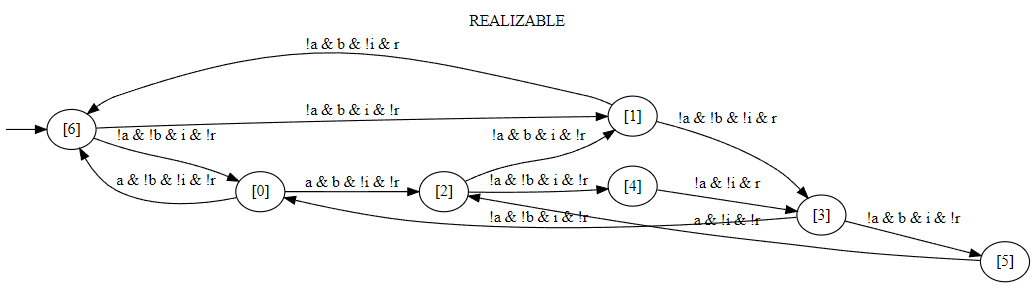 REALIZABLE
!a & b & !i & r
!a & b & i & !r
!a & !b & i & !r
a & !b & !i & !r
a & b & !i & !r
!a & b & i & !r
!a & !b & i & !r
!a & !b & !i & r
!a & !i & r
!a & !b & i & !r
a & !i & !r
!a & b & i & !r
[6]
[1]
[0]
[2]
[4]
[3]
[5]